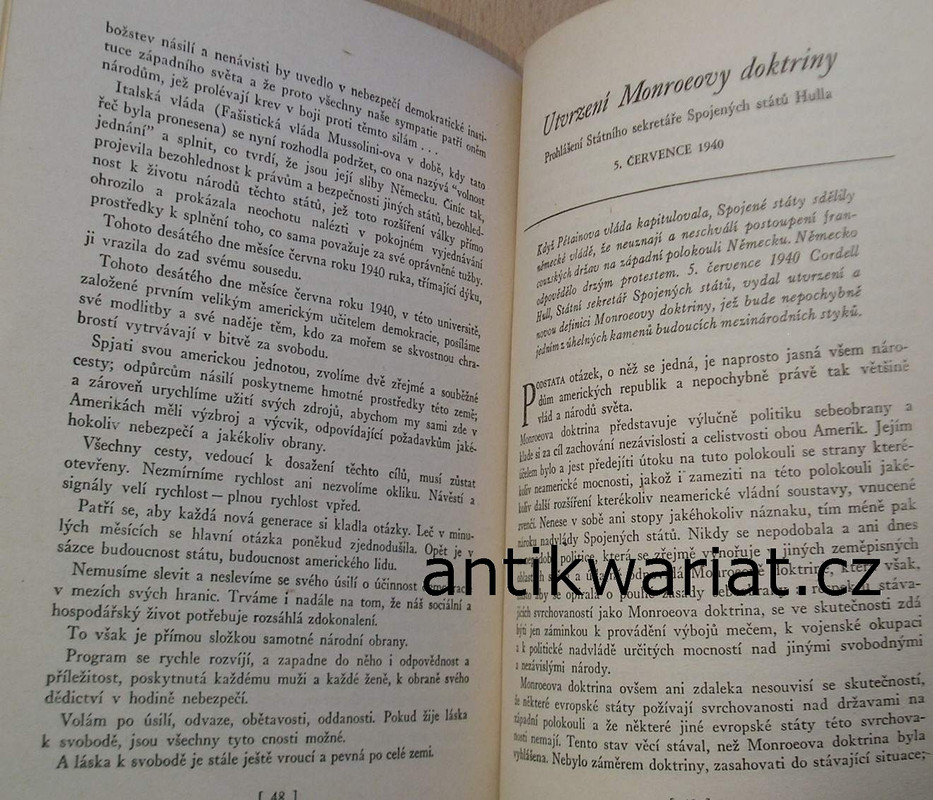 božstev násilí a nenávisti by uvedlo v nebezpečí demokratické insti-
tuce západního světa a že proto všechny naše sympatie patří oněm
národům, jež prolévají krev v boji proti těmto silám . . .
Italská vláda (Fašistická vláda Mussolini-ova v době, kdy tato
řeč byla pronesena) se nyní rozhodla podržet, co ona nazývá "volnost
jednání" a splnit, co tvrdí, že jsou její sliby Německu. Činíc tak,
projevila bezohlednost k právům a bezpečnosti jiných států, bezohled-
nost k životu národů těchto států, jež toto rozšíření války přímo
ohrozilo a prokázala neochotu nalézti v pokojném vyjednávání
prostředky k splnění toho, co sama považuje za své oprávněné tužby.
Tohoto desátého dne měsíce června roku 1940 ruka, třímající dýku,
ji vrazila do zad svému sousedu.
Tohoto desátého dne měsíce června roku 1940, v této universitě,
založené prvním velikým americkým učitelem demokracie, posíláme
své modlitby a své naděje těm, kdo za mořem se skvostnou chra-
brostí vytrvávají v bitvě za svobodu.
Spjati svou americkou jednotou, zvolíme dvě zřejmé a souběžné
cesty; odpůrcům násilí poskytneme hmotné prostředky této země;
a zároveň urychlíme užití svých zdrojů, abychom my sami zde v
Amerikách měli výzbroj a výcvik, odpovídající požadavkům jaké-
hokoliv nebezpečí a jakékoliv obrany.
Všechny cesty, vedoucí k dosažení těchto cílů, musí zůstat
otevřeny. Nezmírníme rychlost ani nezvolíme okliku. Návěstí a
signály velí rychlost — plnou rychlost vpřed.
Patří se, aby každá nová generace si kladla otázky. Leč v minu-
lých měsících se hlavní otázka poněkud zjednodušila. Opět je v
sázce budoucnost státu, budoucnost amerického lidu.
Nemusíme slevit a neslevíme se svého úsilí o účinnost demokracie
v mezích svých hranic. Trváme i nadále na tom, že náš sociální a
hospodářský život potřebuje rozsáhlá zdokonalení.
To však je přímou složkou samotné národní obrany.
Program se rychle rozvíjí, a zapadne do něho i odpovědnost a
příležitost, poskytnutá každému muži a každé ženě, k obraně svého
dědictví v hodině nebezpečí.
Volám po úsilí, odvaze, obětavosti, oddanosti. Pokud žije láska
k svobodě, jsou všechny tyto cnosti možné.
A láska k svobodě je stále ještě vroucí a pevná po celé zemi.
[ 48 ]
Utvrzení Monroeovy doktriny
Prohlášení Státního sekretáře Spojených států Hulla
5. ČERVENCE 1940
Když Pétainova vláda kapitulovala, Spojené státy sdělily
německé vládě, že neuznají a neschválí postoupení fran-
couzských držav na západní polokouli Německu. Německo
odpovědělo drzým protestem. 5. července 1940 Cordell
Hull, Státní sekretář Spojených států, vydal utvrzení a
novou definici Monroeovy doktriny, jež bude nepochybně
jedním z úhelných kamenů budoucích mezinárodních styků.
PODSTATA otázek, o něž se jedná, je naprosto jasná všem náro-
dům amerických republik a nepochybně právě tak většině
vlád a národů světa.
Monroeova doktrina představuje výlučně politiku sebeobrany a
klade si za cíl zachování nezávislosti a celistvosti obou Amerik. Jejím
účelem bylo a jest předejíti útoku na tuto polokouli se strany které-
koliv neamerické mocnosti, jakož i zameziti na této polokouli jaké-
koliv další rozšíření kterékoliv neamerické vládní soustavy, vnucené
zvenčí. Nenese v sobě ani stopy jakéhokoliv náznaku, tím méně pak
nároku nadvlády Spojených států. Nikdy se nepodobala a ani dnes
politice, která se zřejmě vynořuje v jiných zeměpisných
Monroeově doktrině, která však,
stáva-
jících svrchovaností jako Monroeova doktrina, se ve skutečnosti zdá
býti jen záminkou k provádění výbojů mečem, k vojenské okupaci
a k politické nadvládě určitých mocností nad jinými svobodnými
a nezávislými národy.
Monroeova doktrina ovšem ani zdaleka nesouvisí se skutečností,
že některé evropské státy požívají svrchovanosti nad državami na
západní polokouli a že některé jiné evropské státy této svrchova-
nosti nemají. Tento stav věcí stával, než Monroeova doktrina byla
vyhlášena. Nebylo záměrem doktriny, zasahovati do stávající situace;
antikwariat.cz